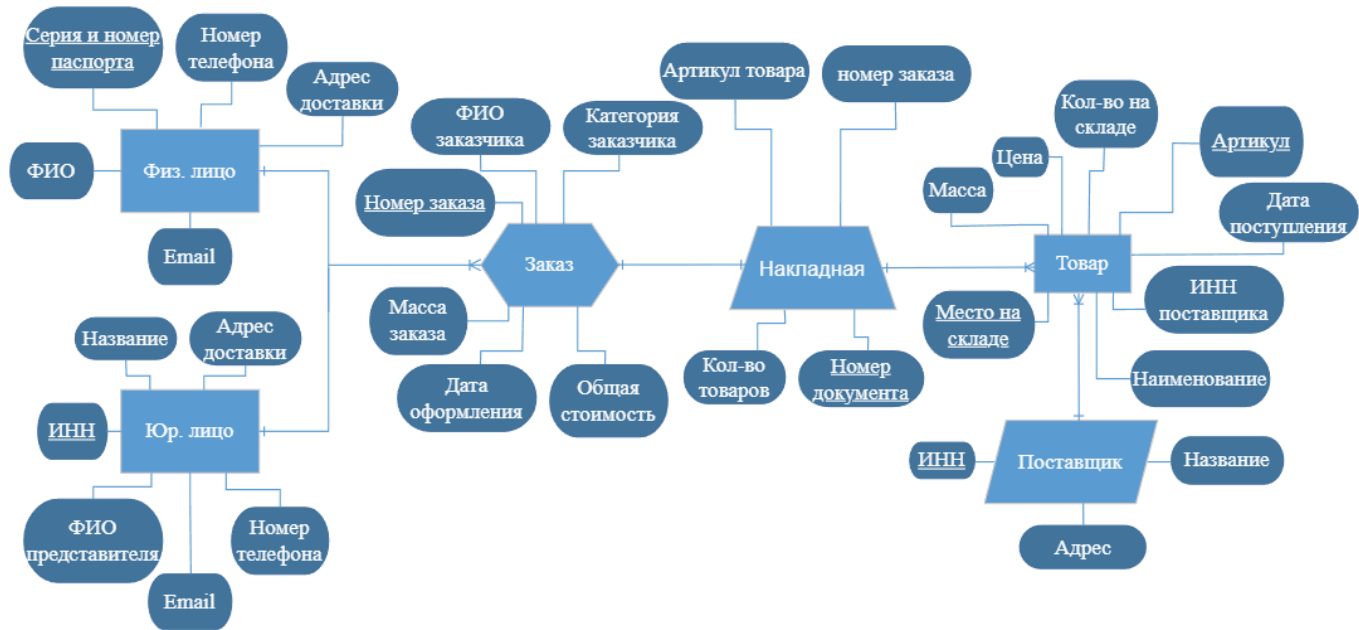 Серия и номер
паспорта
Номер
телефона
Адрес
доставки
ФИО
Физ. лицо
Email
Название
Адрес
доставки
ИНН
Юр. лицо
ФИО
представителя
Email
Номер
телефона
ФИО
заказчика
Категория
заказчика
Номер заказа
Заказ
Масса
заказа
Дата
оформления
Общая
стоимость
Артикул товара
номер заказа
Накладная
Кол-во
товаров
Номер
документа
Кол-во на
складе
Цена
Артикул
Масса
Дата
поступления
Товар
Место на
складе
ИНН
поставщика
Наименование
ИНН
Поставщик
Название
Адрес